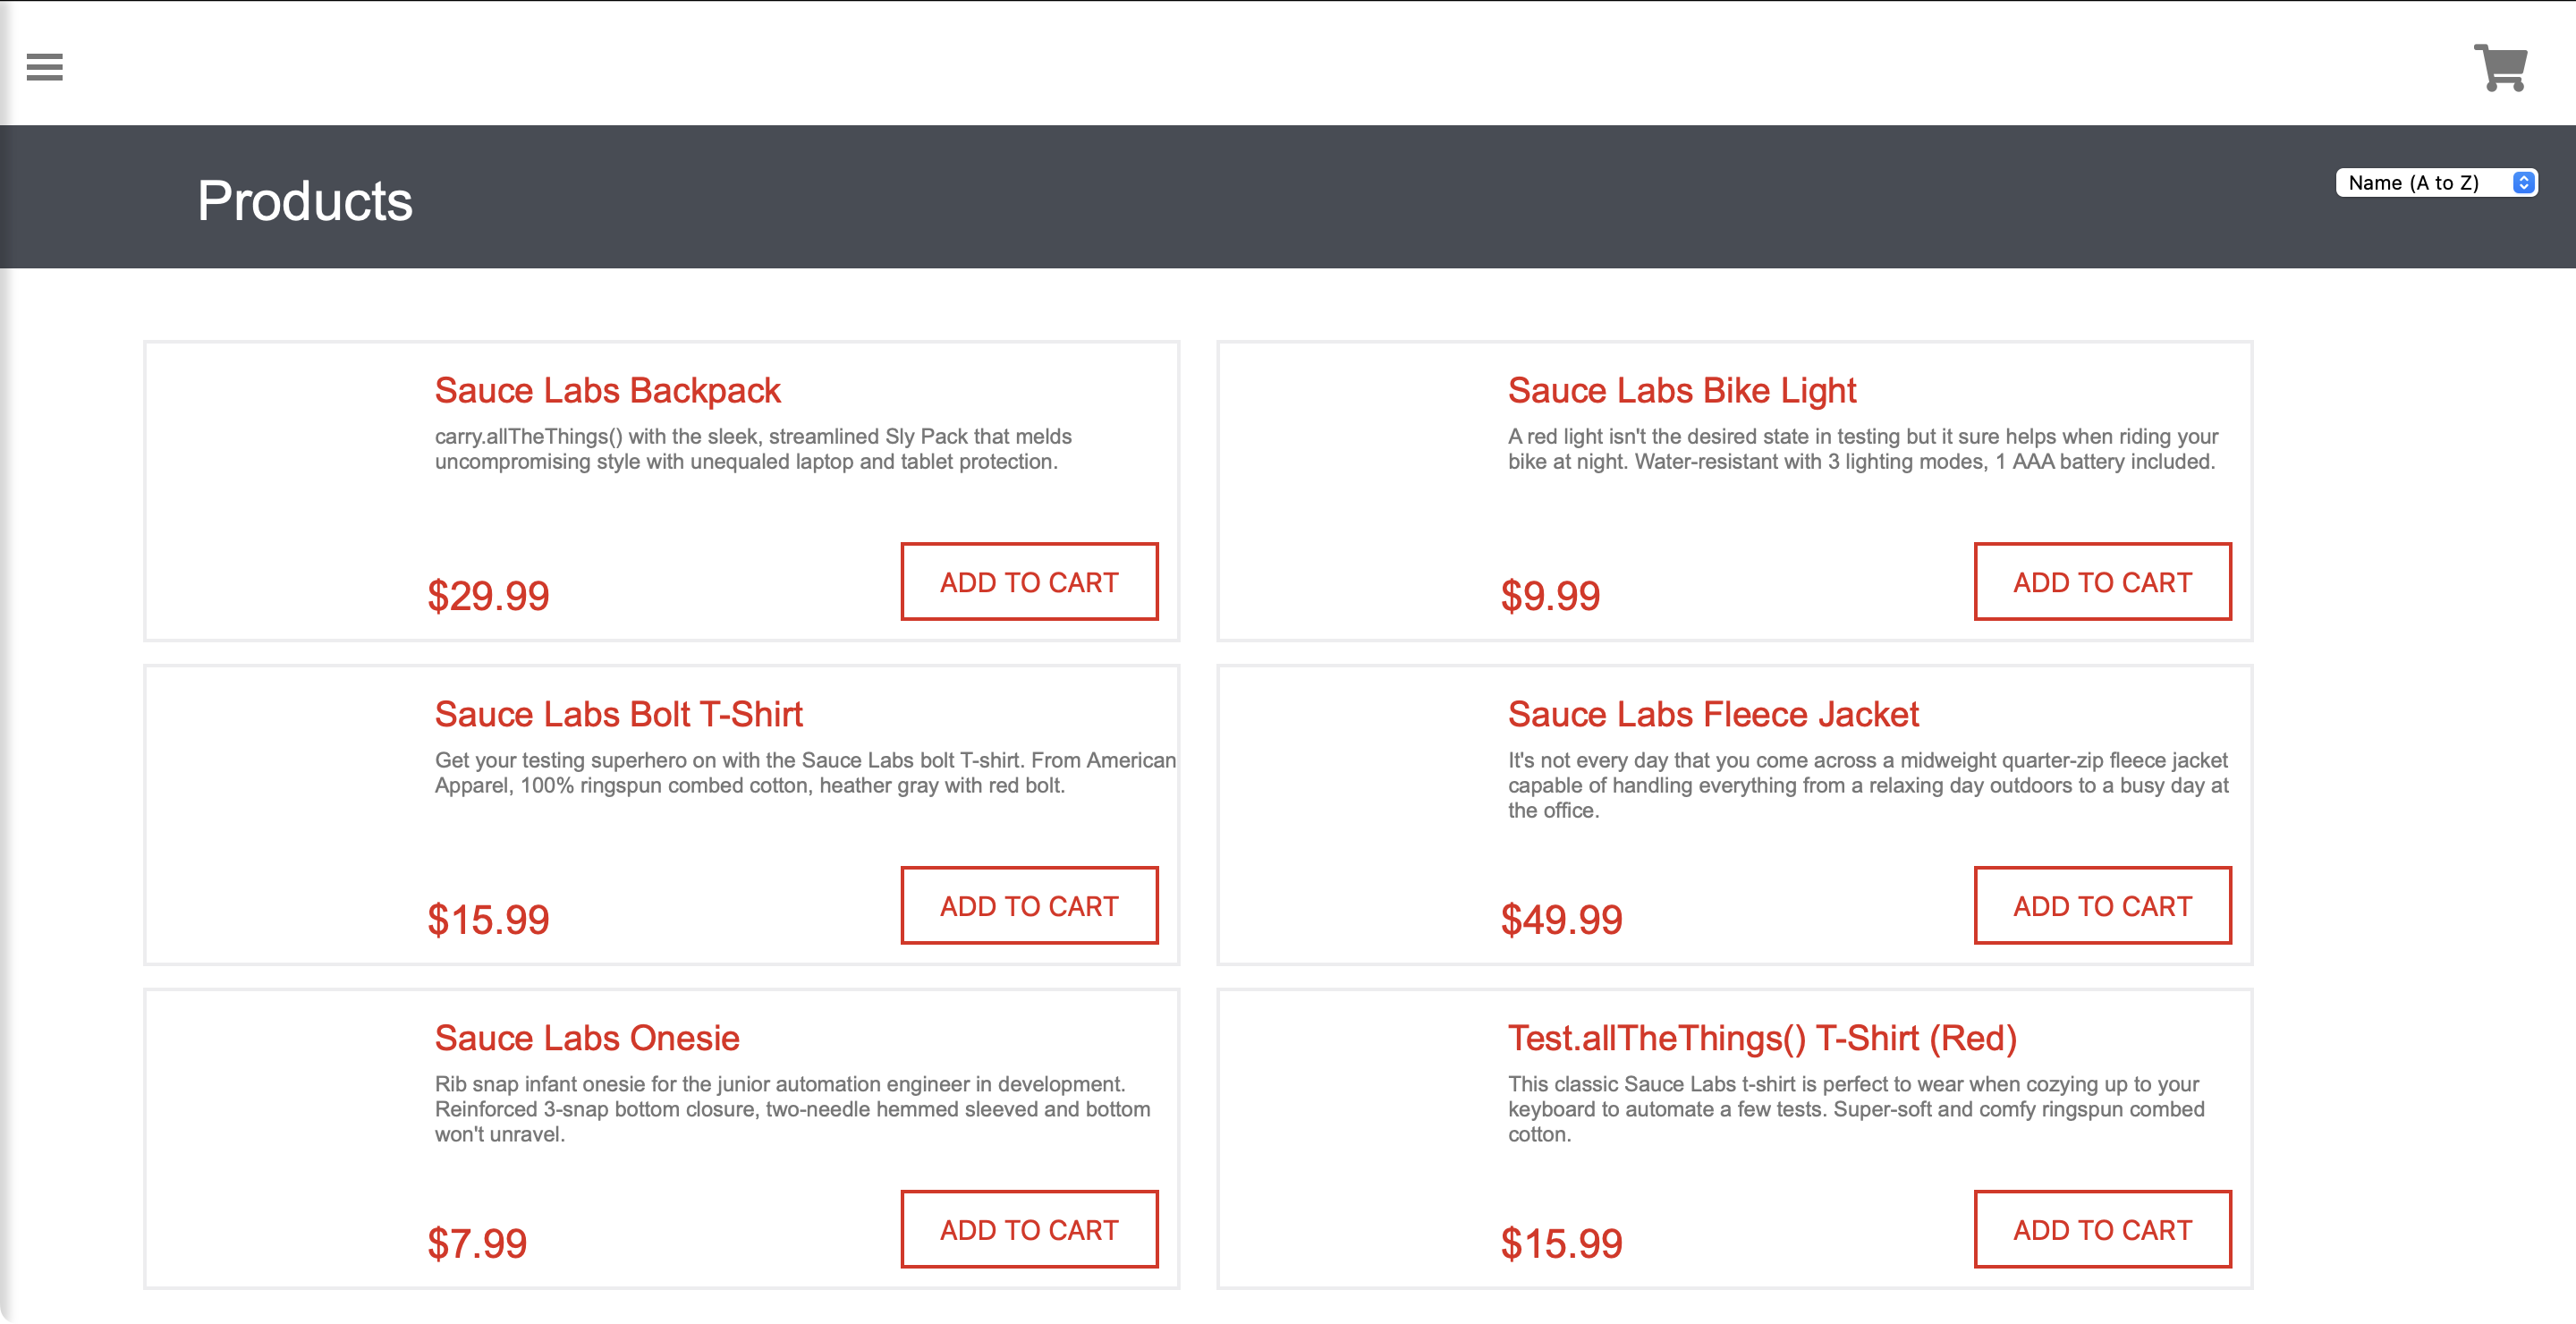 Products
Name (A to Z)
Sauce Labs Backpack
carry.allTheThings() with the sleek, streamlined Sly Pack that melds
uncompromising style with unequaled laptop and tablet protection.
$29.99
ADD TO CART
Sauce Labs Bike Light
A red light isn't the desired state in testing but it sure helps when riding your
bike at night. Water-resistant with 3 lighting modes, 1 AAA battery included.
$9.99
ADD TO CART
Sauce Labs Bolt T-Shirt
Get your testing superhero on with the Sauce Labs bolt T-shirt. From American
Apparel, 100% ringspun combed cotton, heather gray with red bolt.
$15.99
ADD TO CART
Sauce Labs Fleece Jacket
It's not every day that you come across a midweight quarter-zip fleece jacket
capable of handling everything from a relaxing day outdoors to a busy day at
the office.
$49.99
ADD TO CART
Sauce Labs Onesie
Rib snap infant onesie for the junior automation engineer in development.
Reinforced 3-snap bottom closure, two-needle hemmed sleeved and bottom
won't unravel.
$7.99
ADD TO CART
Test.allTheThings() T-Shirt (Red)
This classic Sauce Labs t-shirt is perfect to wear when cozying up to your
keyboard to automate a few tests. Super-soft and comfy ringspun combed
cotton.
$15.99
ADD TO CART